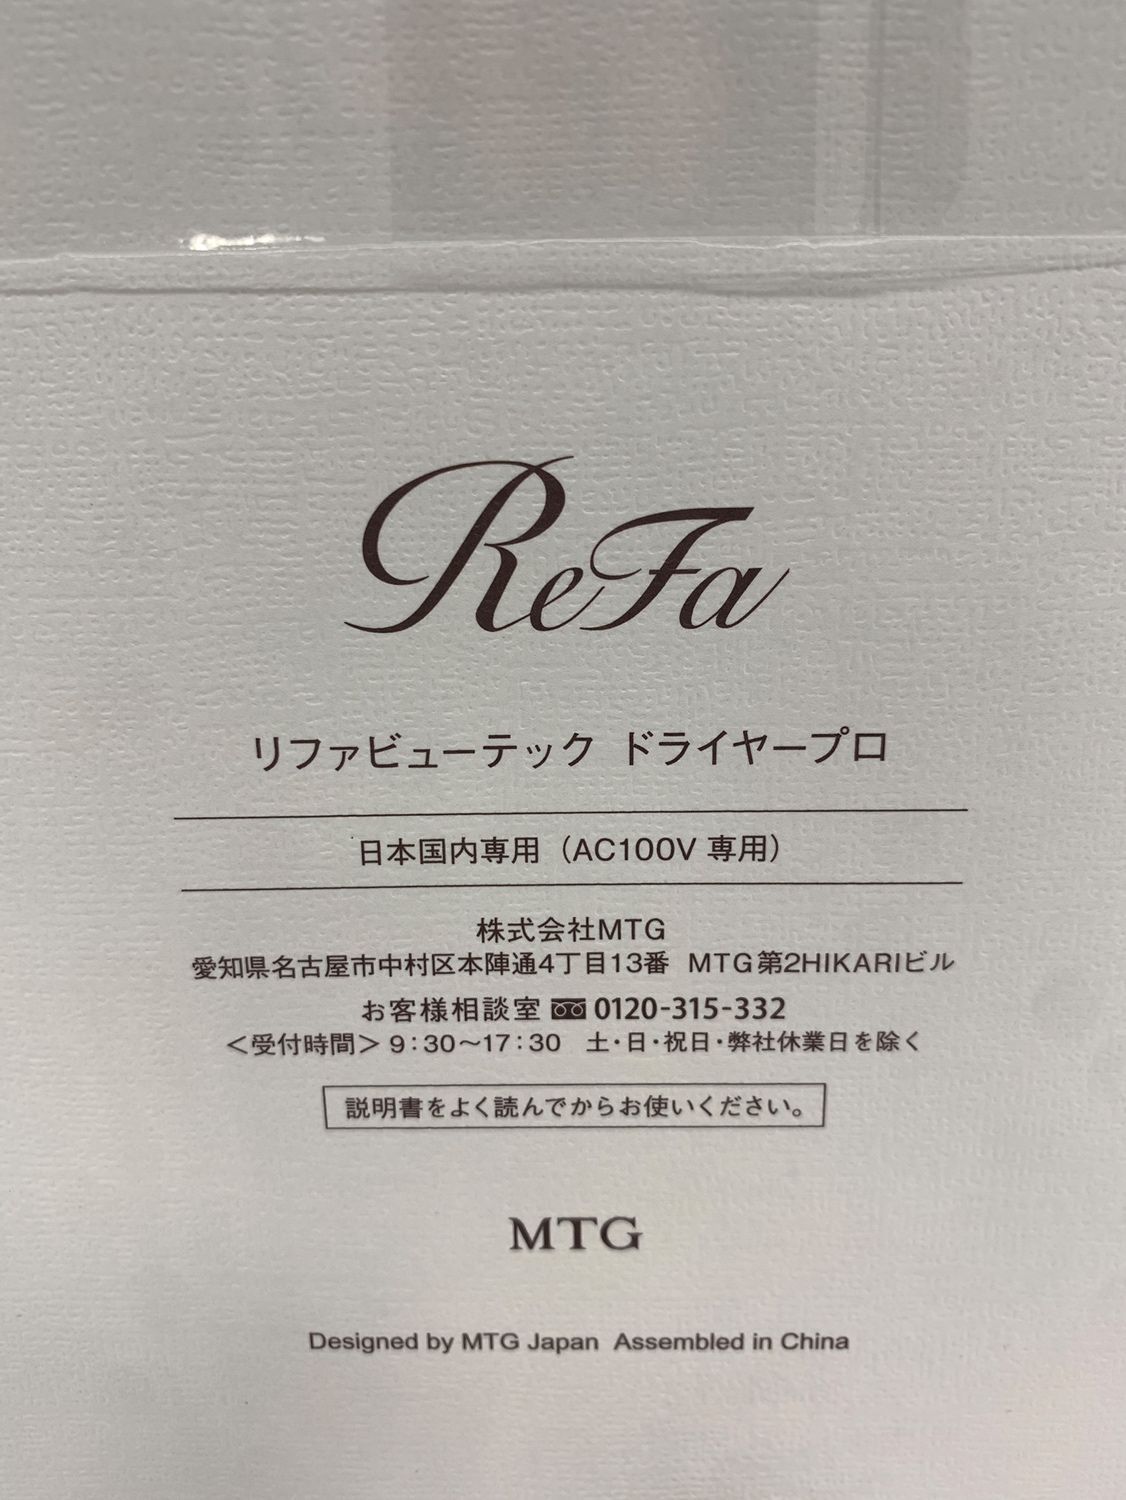 ReFa
リファビューテック ドライヤープロ
日本国内専用（AC100V 専用）
株式会社MTG
愛知県名古屋市中村区本陣通4丁目13番 MTG第2HIKARIビル
お客様相談室 0120-315-332
＜受付時間＞ 9：30〜17：30 土・日・祝日・弊社休業日を除く
説明書をよく読んでからお使いください。
MTG
Designed by MTG Japan Assembled in China